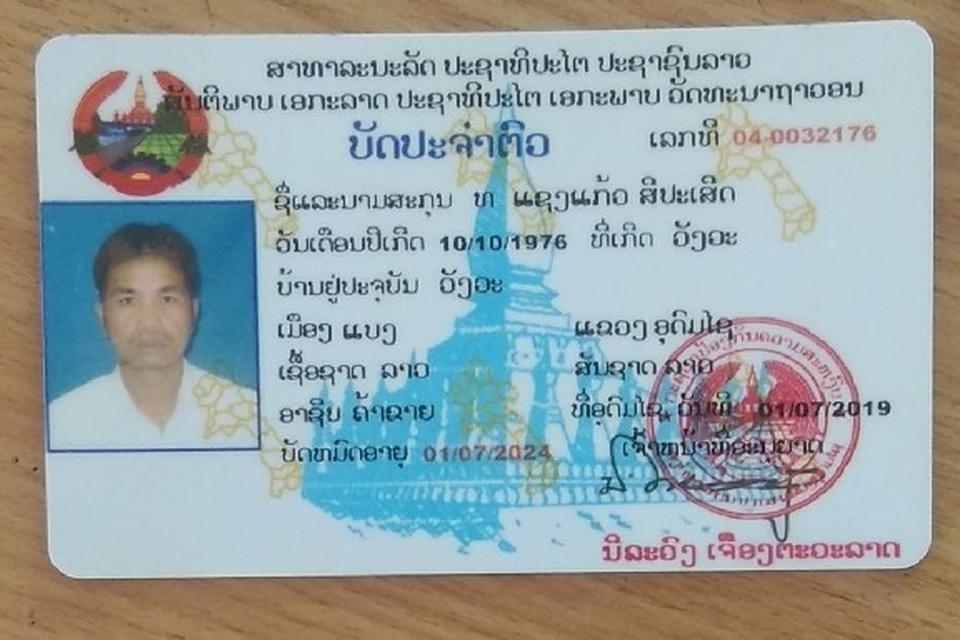 ສາທາລະນະລັດ ປະຊາທິປະໄຕ ປະຊາຊົນລາວ
ສັນຕິພາບ ເອກະລາດ ປະຊາທິປະໄຕ ເອກະພາບ ວັດທະນາຖາວອນ
ບັດປະຈຳຕົວ ເລກທີ 04-0032176
ຊື່ແລະນາມສະກຸນ ທ ແຊງແກ້ວ ສີປະເສີດ
ວັນເດືອນປີເກີດ 10/10/1976 ທີ່ເກີດ ວັງອະ
ບ້ານຢູ່ປະຈຸບັນ ວັງອະ
ເມືອງ ແບງ ແຂວງ ອຸດົມໄຊ
ເຊື້ອຊາດ ລາວ ສັນຊາດ ລາວ
ອາຊີບ ຄ້າຂາຍ ທີ່ອຸດົມໄຊ, ວັນທີ 01/07/2019
ບັດໝົດອາຍຸ 01/07/2024 ເຈົ້າໜ້າທີ່ອະນຸຍາດ
ນິລະວົງ ເຈືອງຕະວະລາດ